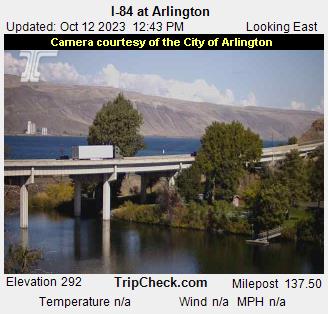 I-84 at Arlington
Updated: Oct 12 2023 12:43 PM Looking East
Camera courtesy of the City of Arlington
Elevation 292 TripCheck.com Milepost 137.50
Temperature n/a Wind n/a MPH n/a